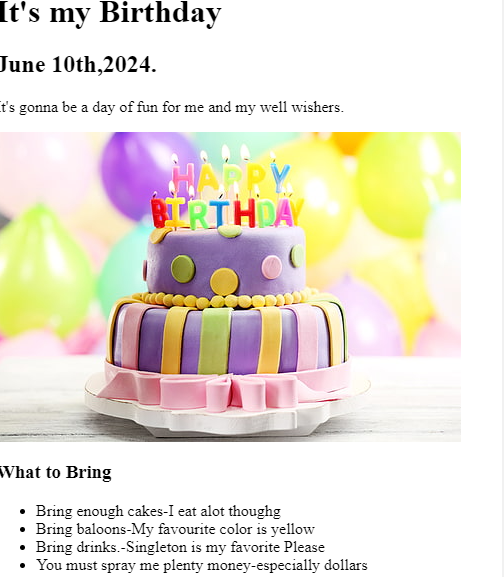 It's my Birthday
June 10th,2024.
It's gonna be a day of fun for me and my well wishers.
HAPPY
BIRTHDAY
What to Bring
Bring enough cakes-I eat alot thoughg
Bring baloons-My favourite color is yellow
Bring drinks.-Singleton is my favorite Please
You must spray me plenty money-especially dollars